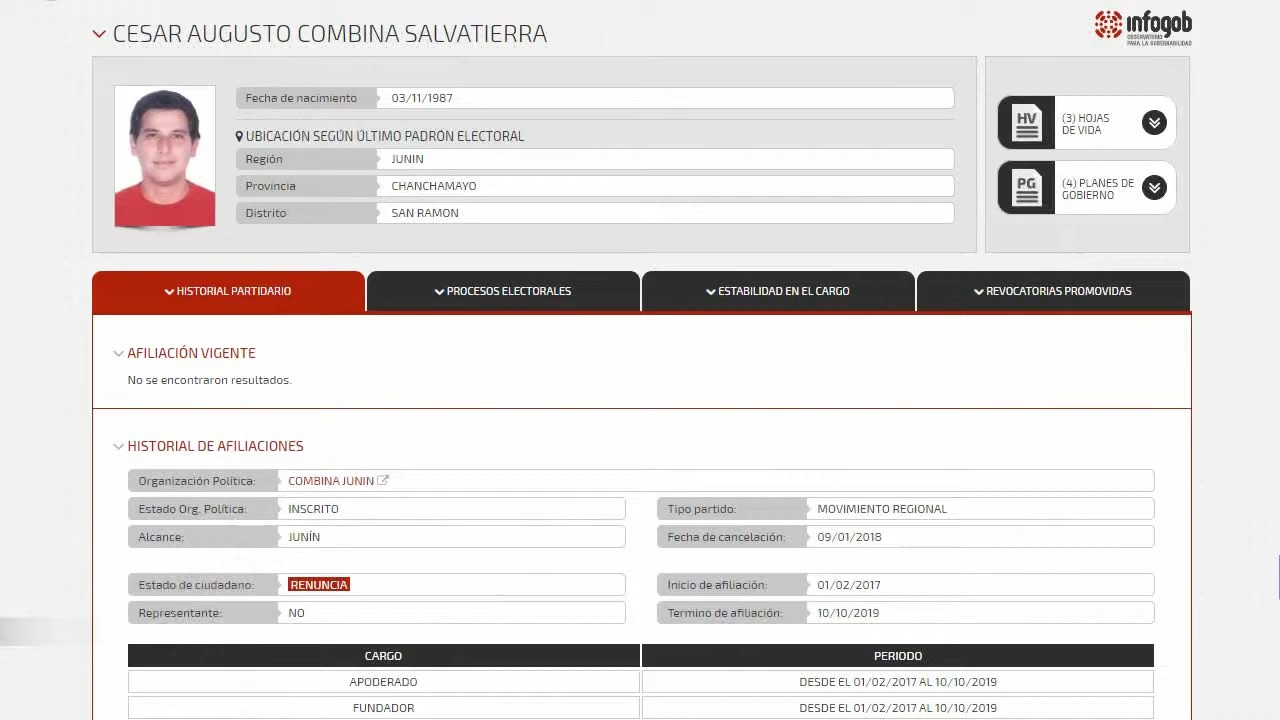 CESAR AUGUSTO COMBINA SALVATIERRA
infogob
OBSERVATORIO
PARA LA GOBERNABILIDAD
Fecha de nacimiento 03/11/1987
UBICACIÓN SEGÚN ÚLTIMO PADRÓN ELECTORAL
Región JUNIN
Provincia CHANCHAMAYO
Distrito SAN RAMON
HV (3) HOJAS
DE VIDA
PG (4) PLANES DE
GOBIERNO
HISTORIAL PARTIDARIO PROCESOS ELECTORALES ESTABILIDAD EN EL CARGO REVOCATORIAS PROMOVIDAS
AFILIACIÓN VIGENTE
No se encontraron resultados.
HISTORIAL DE AFILIACIONES
Organización Política: COMBINA JUNIN
Estado Org. Política: INSCRITO Tipo partido: MOVIMIENTO REGIONAL
Alcance: JUNÍN Fecha de cancelación: 09/01/2018
Estado de ciudadano: RENUNCIA Inicio de afiliación: 01/02/2017
Representante: NO Termino de afiliación: 10/10/2019
CARGO PERIODO
APODERADO DESDE EL 01/02/2017 AL 10/10/2019
FUNDADOR DESDE EL 01/02/2017 AL 10/10/2019